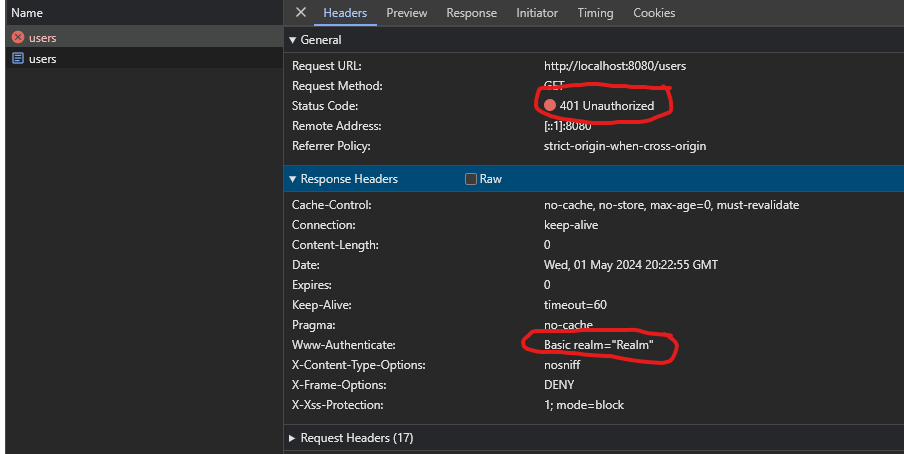 Name
users
users
Headers Preview Response Initiator Timing Cookies
General
Request URL: http://localhost:8080/users
Request Method: GET
Status Code: 401 Unauthorized
Remote Address: [::1]:8080
Referrer Policy: strict-origin-when-cross-origin
Response Headers Raw
Cache-Control: no-cache, no-store, max-age=0, must-revalidate
Connection: keep-alive
Content-Length: 0
Date: Wed, 01 May 2024 20:22:55 GMT
Expires: 0
Keep-Alive: timeout=60
Pragma: no-cache
Www-Authenticate: Basic realm="Realm"
X-Content-Type-Options: nosniff
X-Frame-Options: DENY
X-Xss-Protection: 1; mode=block
Request Headers (17)